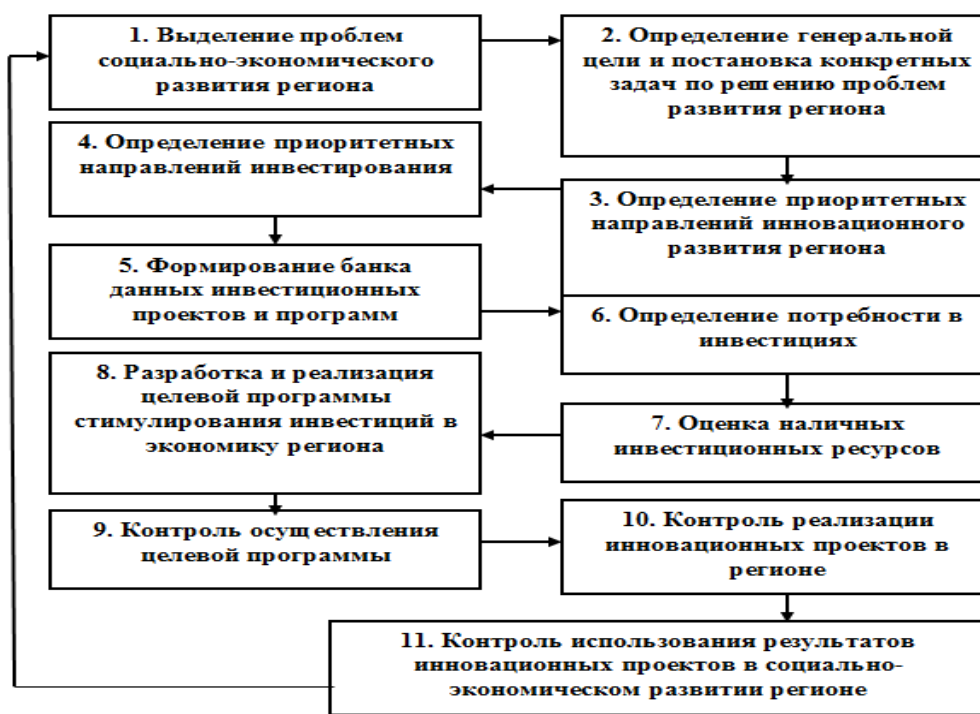 1. Выделение проблем
социально-экономического
развития региона
2. Определение генеральной
цели и постановка конкретных
задач по решению проблем
развития региона
3. Определение приоритетных
направлений инновационного
развития региона
4. Определение приоритетных
направлений инвестирования
5. Формирование банка
данных инвестиционных
проектов и программ
6. Определение потребности в
инвестициях
7. Оценка наличных
инвестиционных ресурсов
8. Разработка и реализация
целевой программы
стимулирования инвестиций в
экономику региона
9. Контроль осуществления
целевой программы
10. Контроль реализации
инновационных проектов в
регионе
11. Контроль использования результатов
инновационных проектов в социально-
экономическом развитии регионе